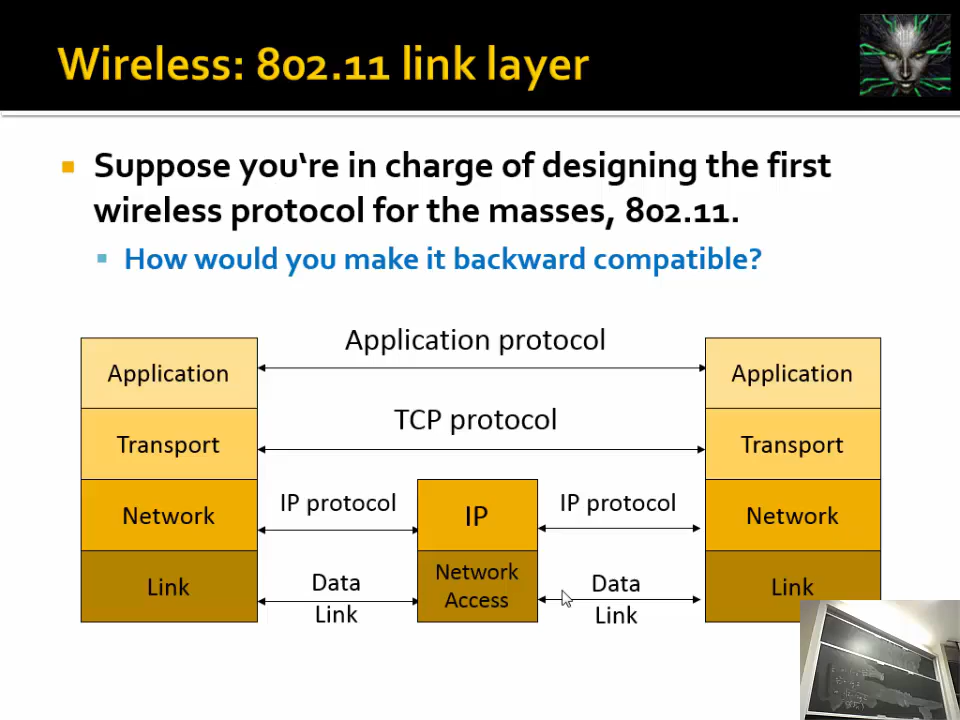 Wireless: 802.11 link layer
Suppose you‘re in charge of designing the first
wireless protocol for the masses, 802.11.
How would you make it backward compatible?
Application protocol
Application
Application
TCP protocol
Transport
Transport
IP protocol
IP protocol
Network
IP
Network
Data
Link
Network
Access
Data
Link
Link
Link